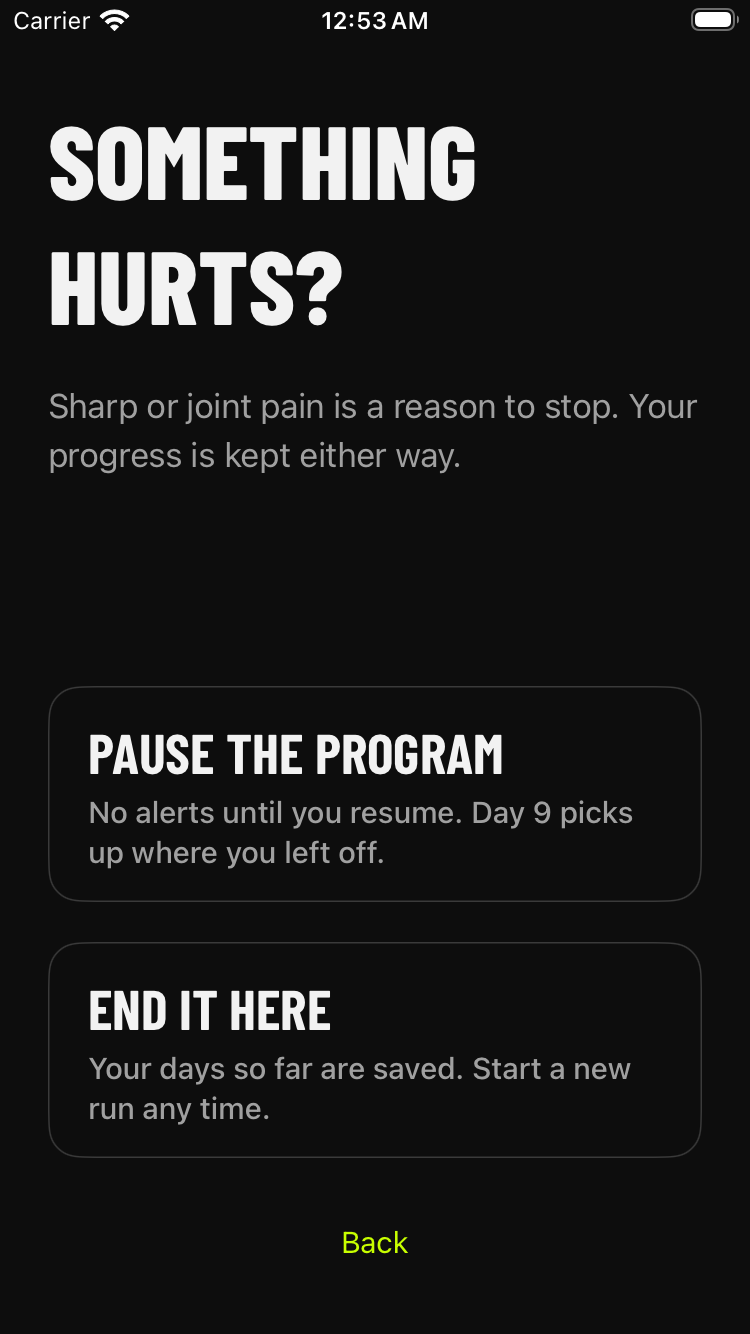 Carrier 12:53 AM
SOMETHING
HURTS?
Sharp or joint pain is a reason to stop. Your
progress is kept either way.
PAUSE THE PROGRAM
No alerts until you resume. Day 9 picks
up where you left off.
END IT HERE
Your days so far are saved. Start a new
run any time.
Back